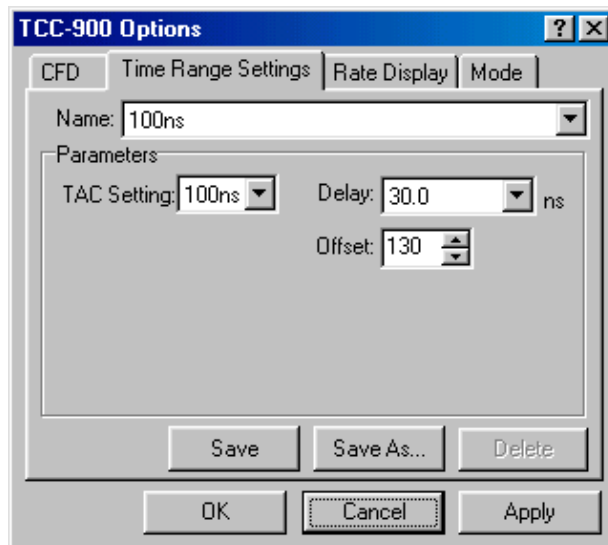 TCC-900 Options
CFD Time Range Settings Rate Display Mode
Name: 100ns
Parameters
TAC Setting: 100ns Delay: 30.0 ns
Offset: 130
Save Save As... Delete
OK Cancel Apply